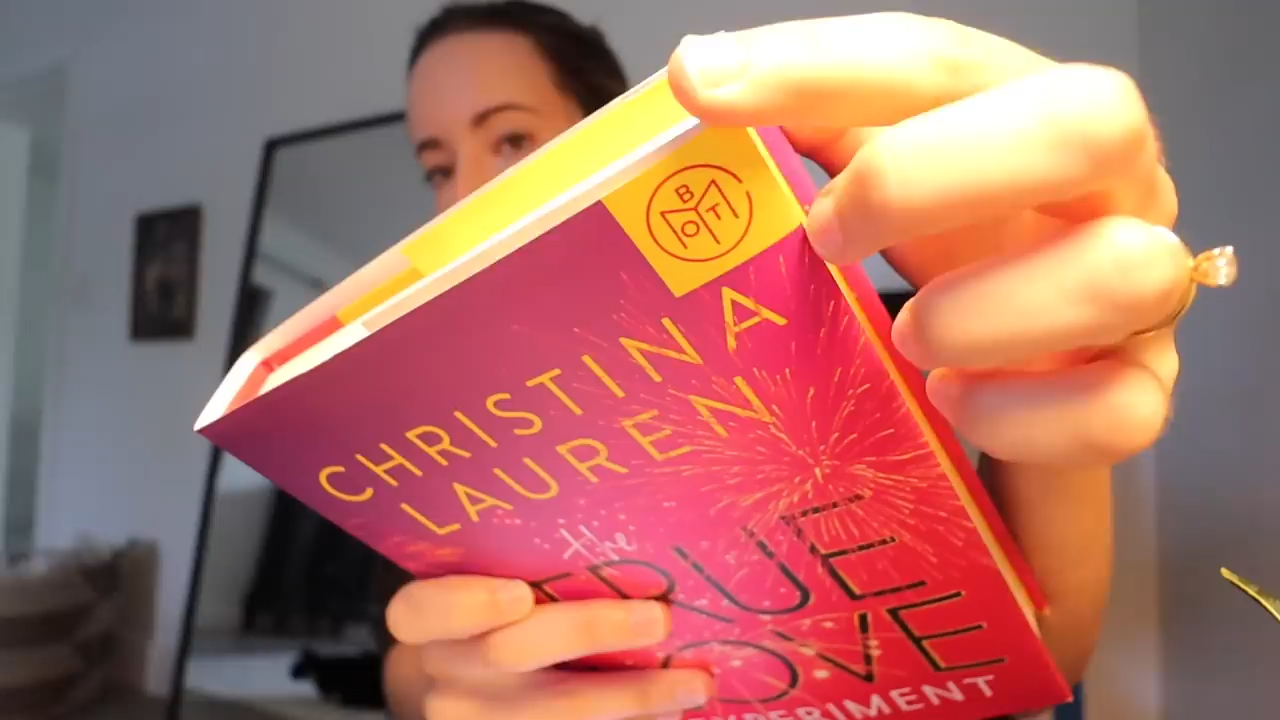 BOTM
CHRISTINA
LAUREN
the
TRUE
LOVE
EXPERIMENT